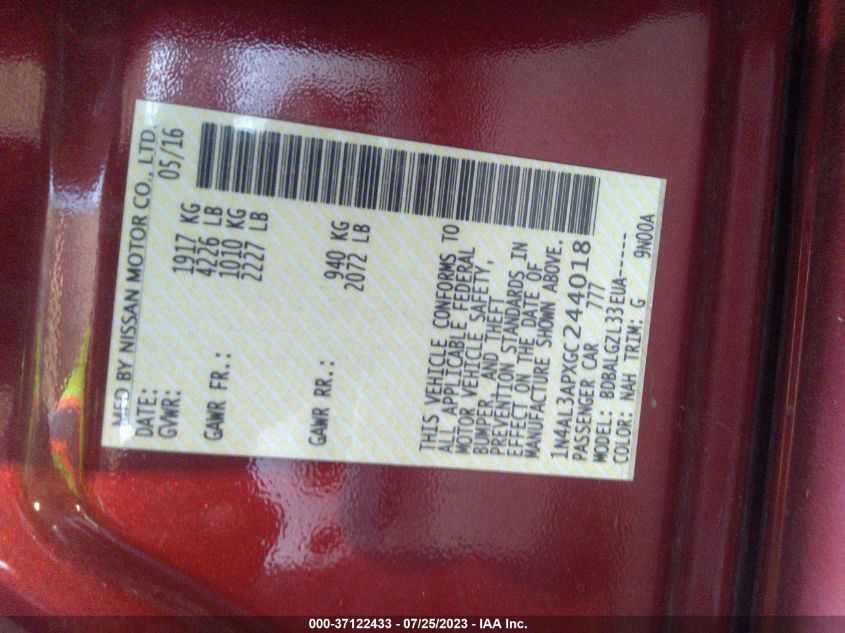 MFD BY NISSAN MOTOR CO., LTD.
DATE: 05/16
GVWR: 1917 KG
4226 LB
GAWR FR.: 1010 KG
2227 LB
GAWR RR.: 940 KG
2072 LB
THIS VEHICLE CONFORMS TO
ALL APPLICABLE FEDERAL
MOTOR VEHICLE SAFETY,
BUMPER, AND THEFT
PREVENTION STANDARDS IN
EFFECT ON THE DATE OF
MANUFACTURE SHOWN ABOVE.
1N4AL3APXGC244018
PASSENGER CAR 777
MODEL: BDBALGZL33EUA-----
COLOR: NAH TRIM: G 9N00A
000-37122433 - 07/25/2023 - IAA Inc.